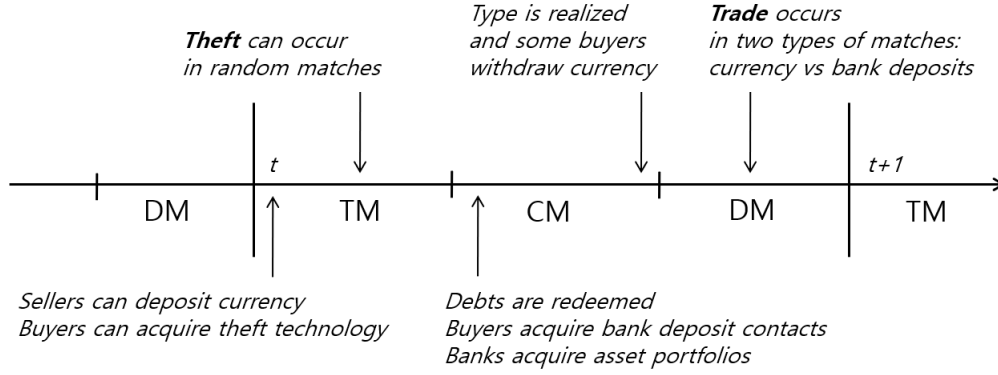 Theft can occur
in random matches
Type is realized
and some buyers
withdraw currency
Trade occurs
in two types of matches:
currency vs bank deposits
t
t+1
DM
TM
CM
DM
TM
Sellers can deposit currency
Buyers can acquire theft technology
Debts are redeemed
Buyers acquire bank deposit contacts
Banks acquire asset portfolios